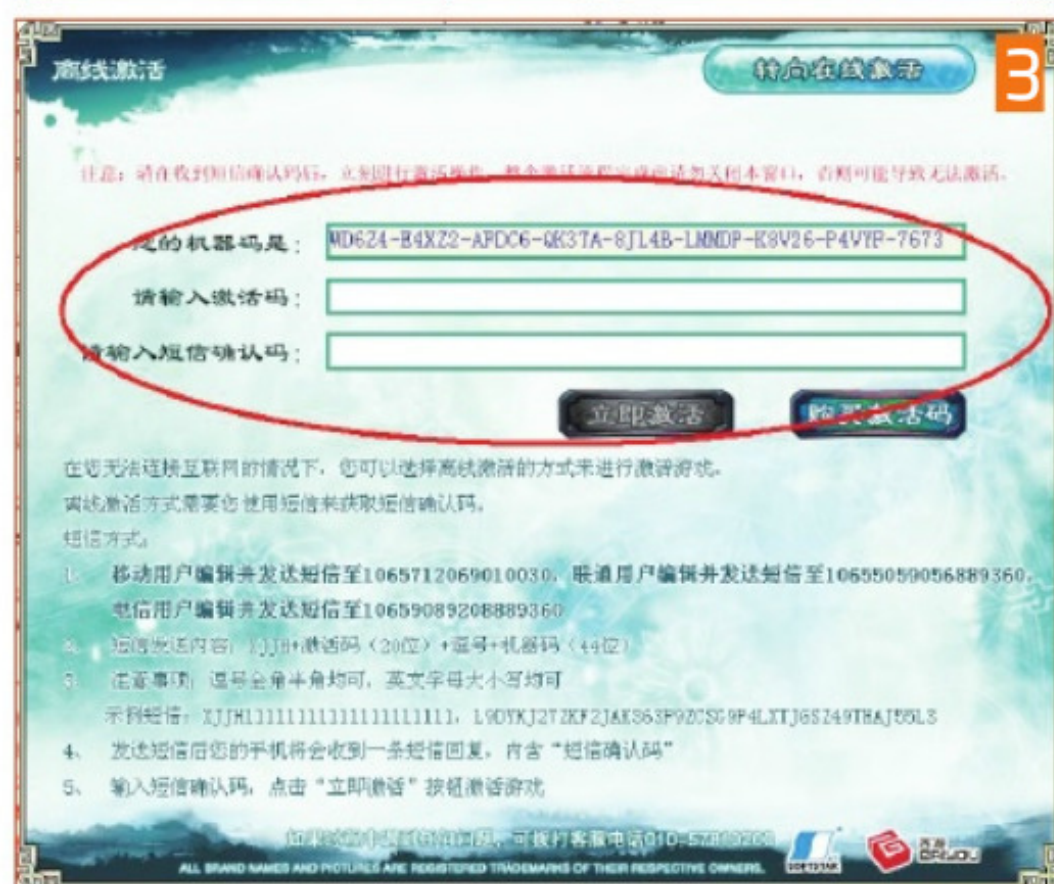 离线激活
转向在线激活
3
注意：请在收到短信确认码后，立刻进行激活操作，整个激活流程完成前请勿关闭本窗口，否则可能导致无法激活。
您的机器码是：
WD6Z4-E4XZ2-APDC6-QK3TA-8JL4B-LMMDP-K8V26-P4VYP-7673
请输入激活码：
请输入短信确认码：
立即激活
购买激活码
在您无法连接互联网的情况下，您可以选择离线激活的方式来进行激活游戏。
离线激活方式需要您使用短信来获取短信确认码。
短信方式。
1、 移动用户编辑并发送短信至1065712069010030，联通用户编辑并发送短信至10655059056889360，
电信用户编辑并发送短信至10659089208889360
2、 短信发送内容：XJJH+激活码（20位）+逗号+机器码（44位）
3、 注意事项：逗号全角半角均可，英文字母大小写均可
示例短信：XJJH11111111111111111111，
4、 发送短信后您的手机将会收到一条短信回复，内含“短信确认码”
5、 输入短信确认码，点击“立即激活”按钮激活游戏
可拨打客服电话
ALL BRAND NAMES AND PICTURES ARE REGISTERED TRADEMARKS OF THEIR RESPECTIVE OWNERS.
SOFTSTAR